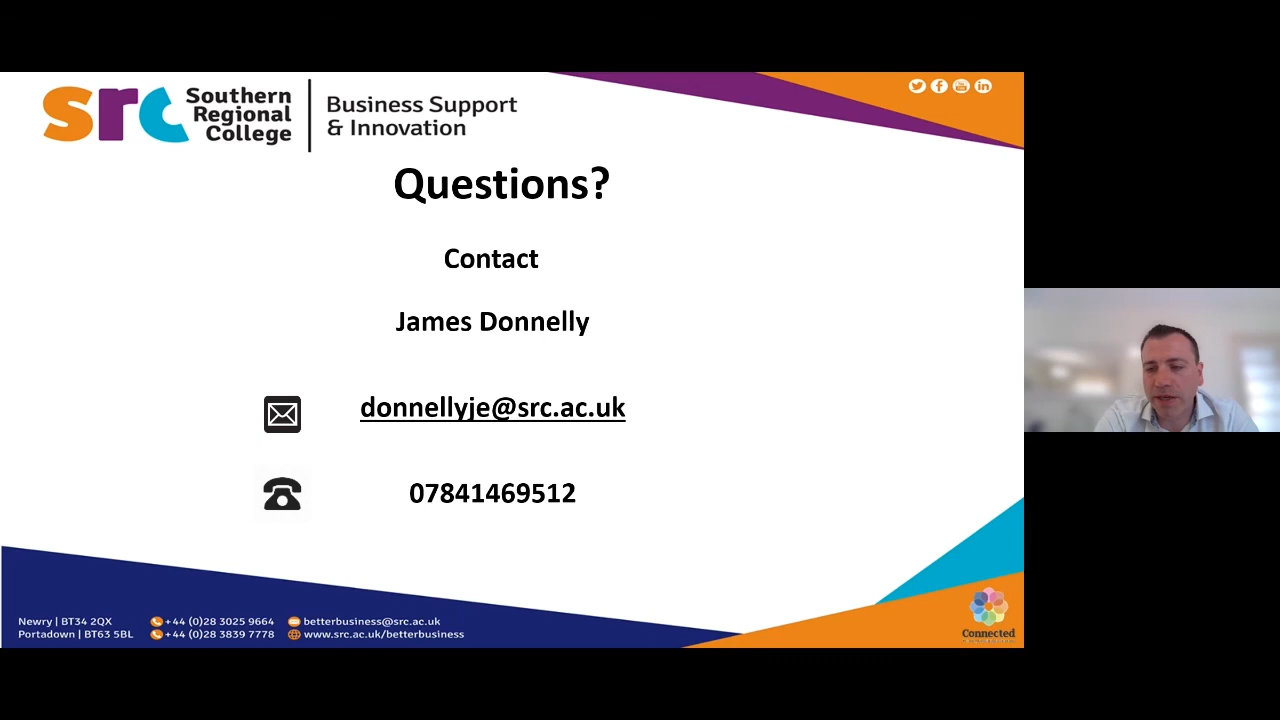 src Southern Regional College
Business Support & Innovation
Questions?
Contact
James Donnelly
donnellyje@src.ac.uk
07841469512
Newry | BT34 2QX +44 (0)28 3025 9664 betterbusiness@src.ac.uk
Portadown | BT63 5BL +44 (0)28 3839 7778 www.src.ac.uk/betterbusiness
Connected